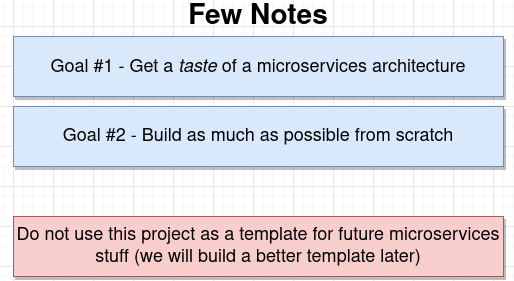 Few Notes
Goal #1 - Get a taste of a microservices architecture
Goal #2 - Build as much as possible from scratch
Do not use this project as a template for future microservices
stuff (we will build a better template later)